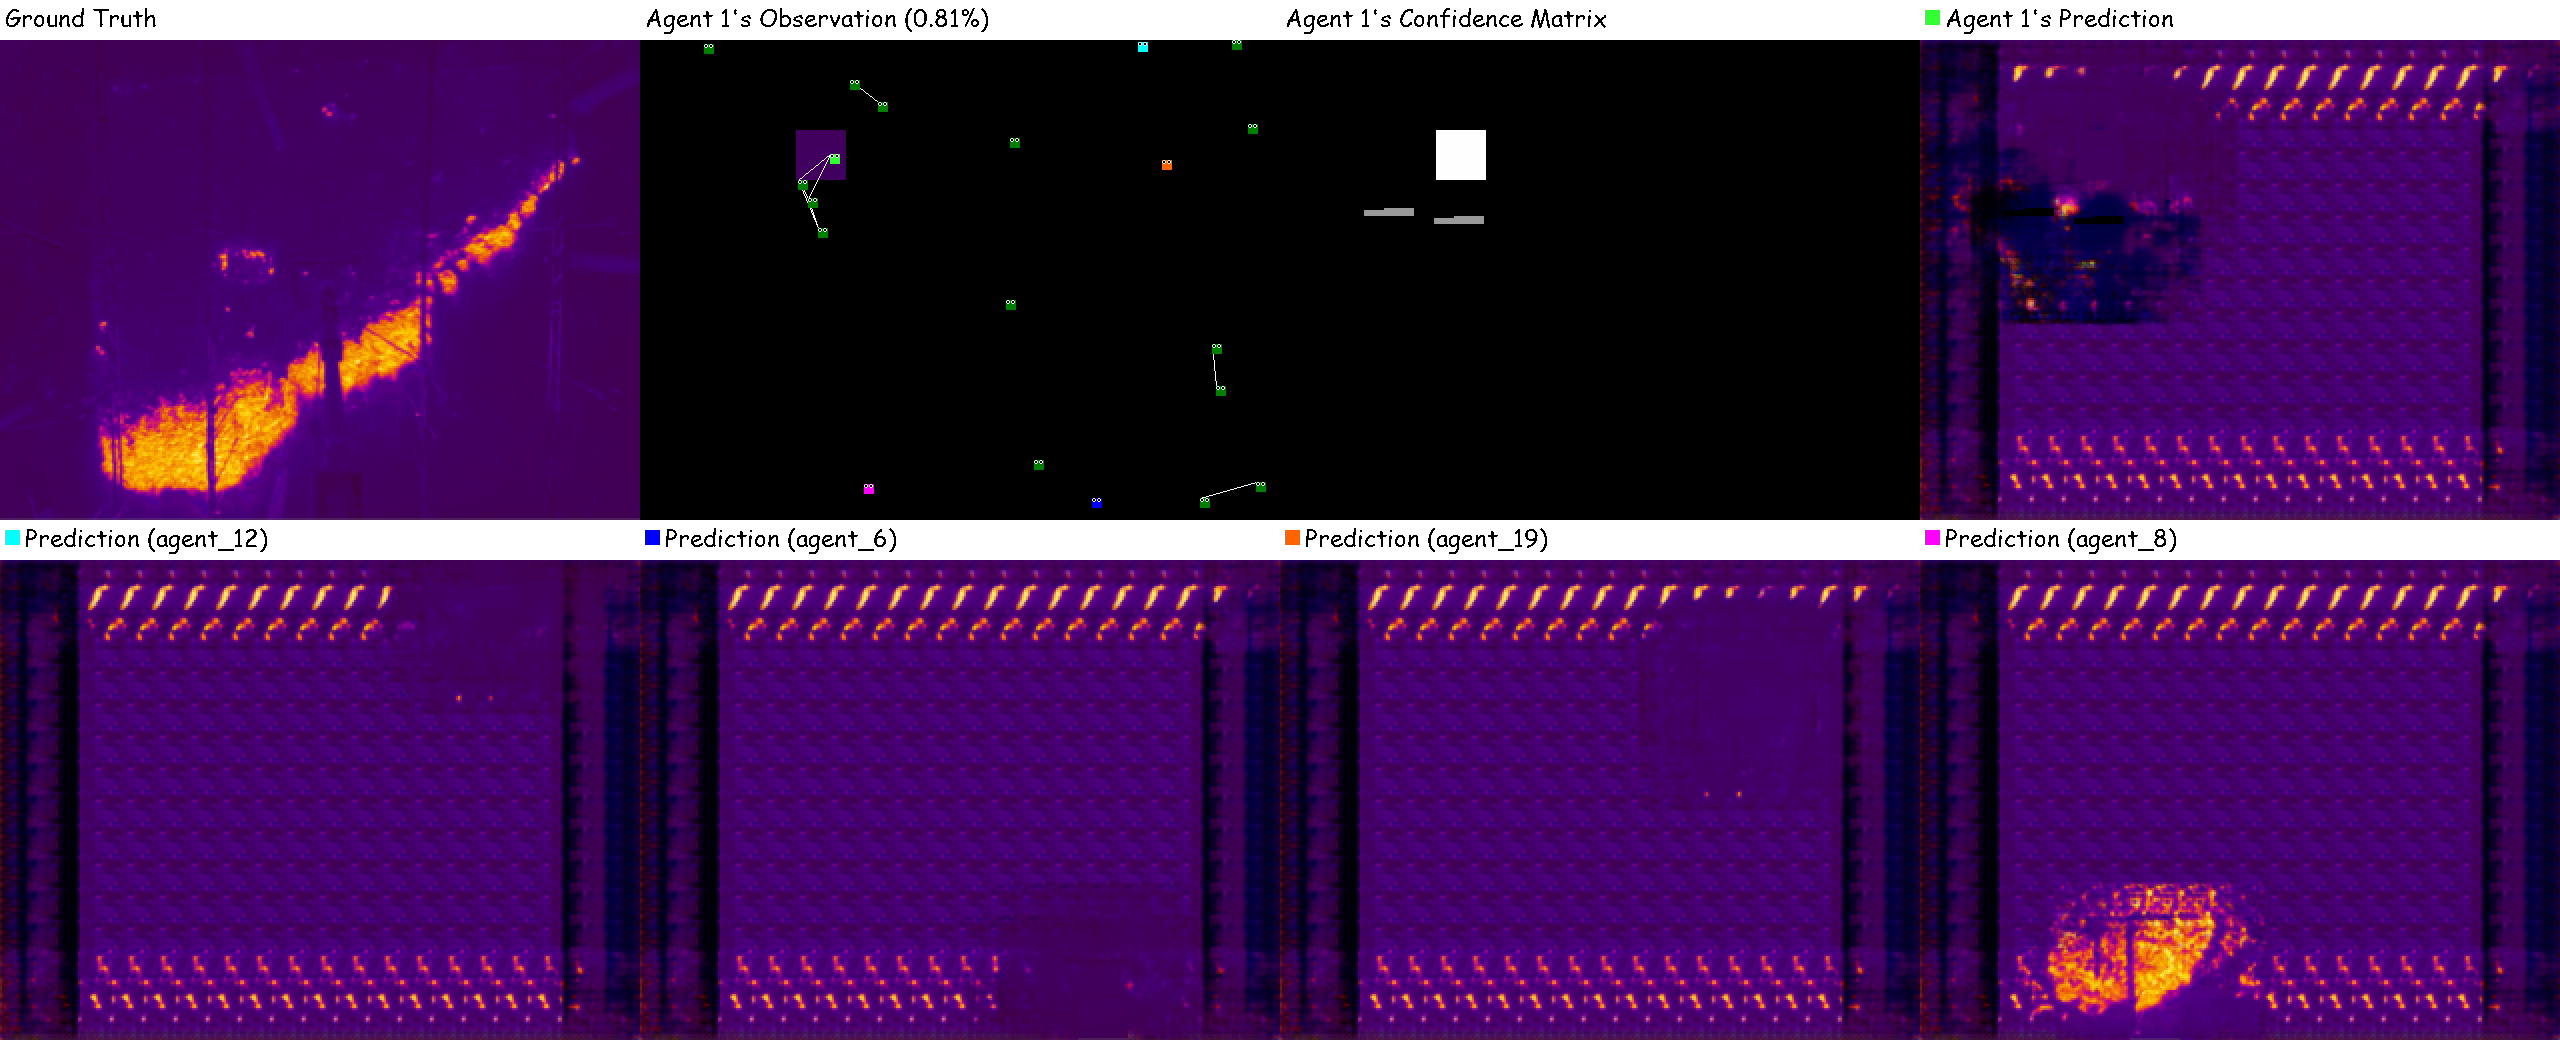 Ground Truth
Agent 1's Observation (0.81%)
Agent 1's Confidence Matrix
Agent 1's Prediction
Prediction (agent_12)
Prediction (agent_6)
Prediction (agent_19)
Prediction (agent_8)